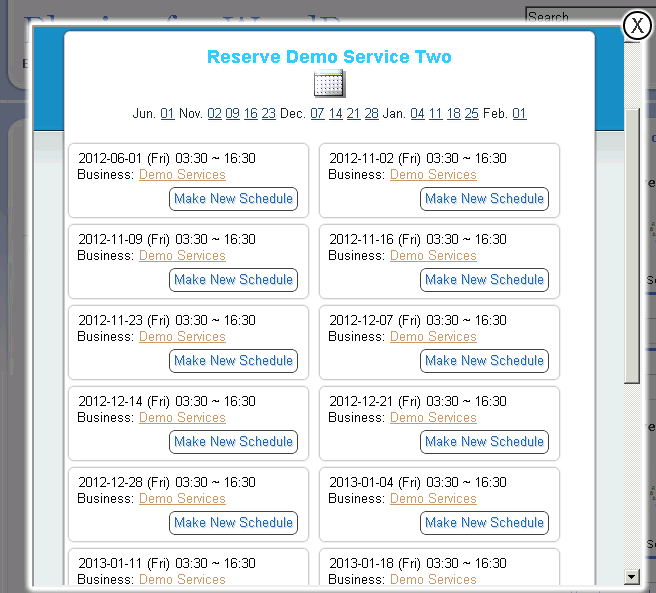 Search
X
Reserve Demo Service Two
Jun. 01 Nov. 02 09 16 23 Dec. 07 14 21 28 Jan. 04 11 18 25 Feb. 01
2012-06-01 (Fri) 03:30 ~ 16:30
Business: Demo Services
Make New Schedule
2012-11-02 (Fri) 03:30 ~ 16:30
Business: Demo Services
Make New Schedule
2012-11-09 (Fri) 03:30 ~ 16:30
Business: Demo Services
Make New Schedule
2012-11-16 (Fri) 03:30 ~ 16:30
Business: Demo Services
Make New Schedule
2012-11-23 (Fri) 03:30 ~ 16:30
Business: Demo Services
Make New Schedule
2012-12-07 (Fri) 03:30 ~ 16:30
Business: Demo Services
Make New Schedule
2012-12-14 (Fri) 03:30 ~ 16:30
Business: Demo Services
Make New Schedule
2012-12-21 (Fri) 03:30 ~ 16:30
Business: Demo Services
Make New Schedule
2012-12-28 (Fri) 03:30 ~ 16:30
Business: Demo Services
Make New Schedule
2013-01-04 (Fri) 03:30 ~ 16:30
Business: Demo Services
Make New Schedule
2013-01-11 (Fri) 03:30 ~ 16:30
Business: Demo Services
2013-01-18 (Fri) 03:30 ~ 16:30
Business: Demo Services